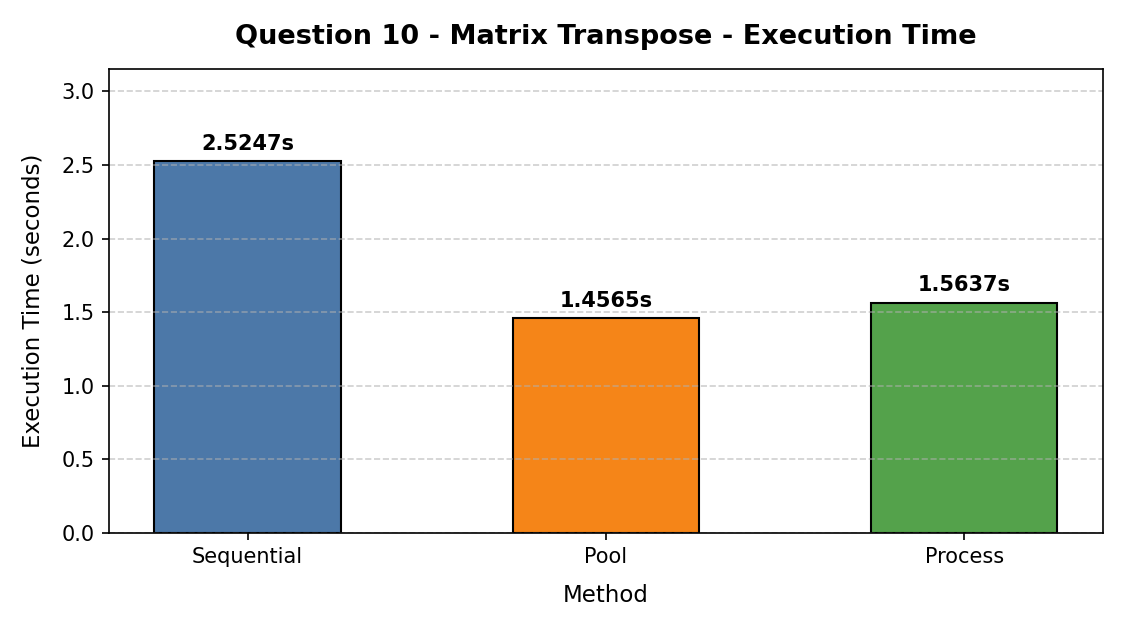 Question 10 - Matrix Transpose - Execution Time
Execution Time (seconds)
3.0
2.5
2.0
1.5
1.0
0.5
0.0
2.5247s
1.4565s
1.5637s
Sequential
Pool
Process
Method